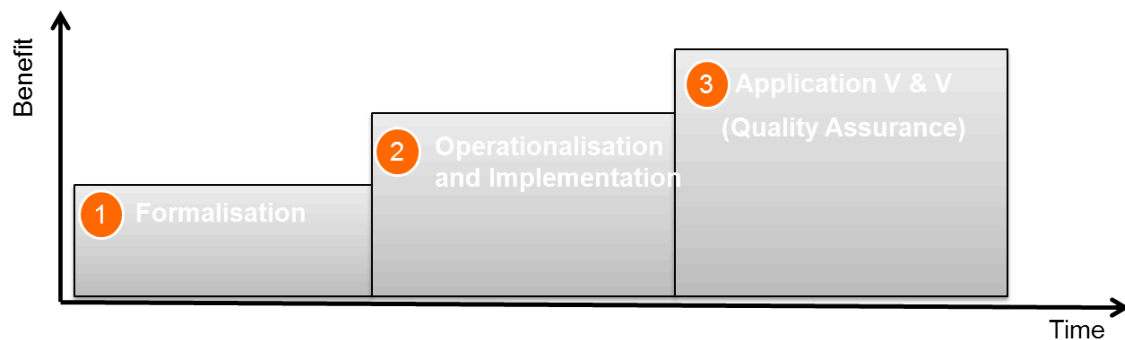 Benefit
1 Formalisation
2 Operationalisation
and Implementation
3 Application V & V
(Quality Assurance)
Time